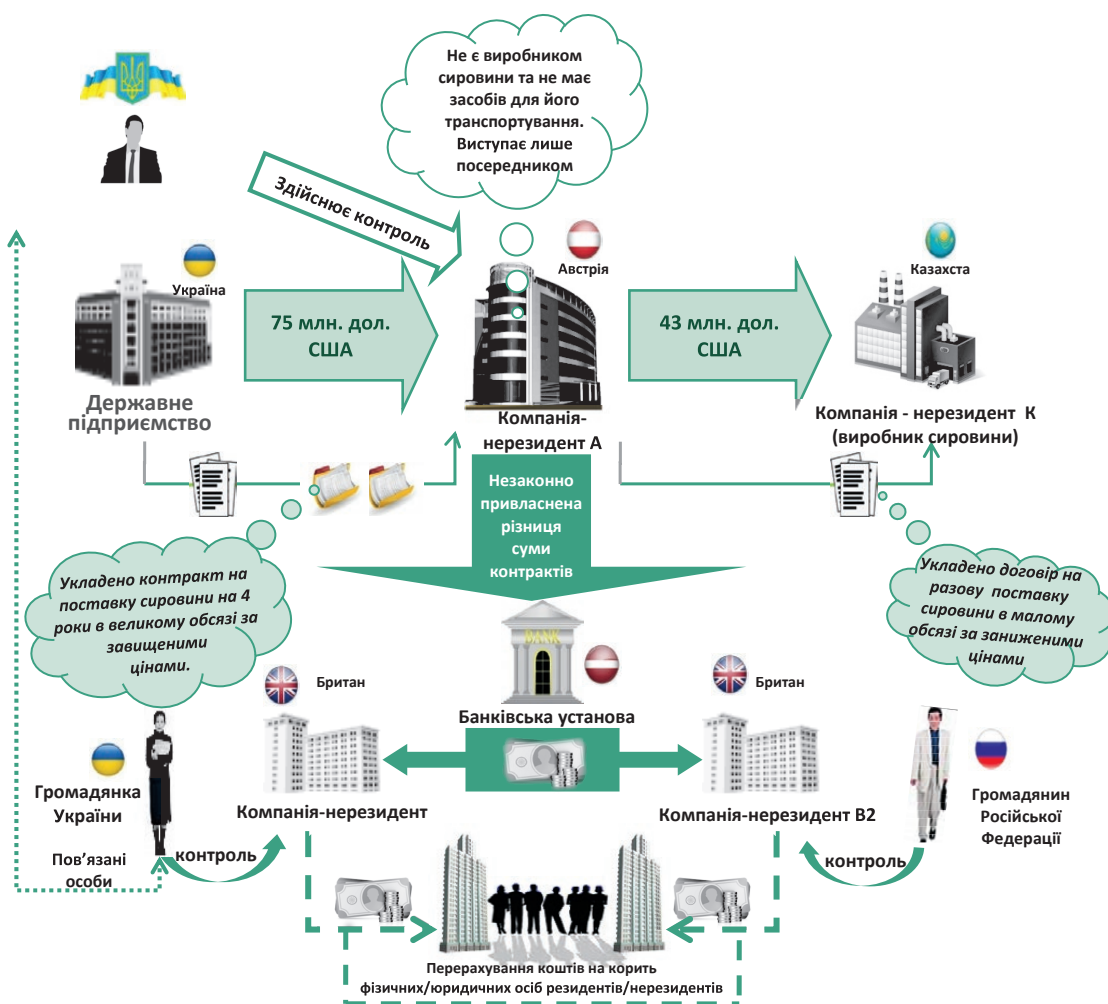 Не є виробником
сировини та не має
засобів для його
транспортування.
Виступає лише
посередником
Здійснює контроль
Україна
Австрія
Казахста
75 млн. дол.
США
43 млн. дол.
США
Державне
підприємство
Компанія-
нерезидент А
Компанія - нерезидент К
(виробник сировини)
Незаконно
привласнена
різниця
суми
контрактів
Укладено контракт на
поставку сировини на 4
роки в великому обсязі за
завищеними
цінами.
Укладено договір на
разову поставку
сировини в малому
обсязі за заниженими
цінами
BANK
Британ
Британ
Банківська установа
Громадянка
України
Компанія-нерезидент
Компанія-нерезидент В2
Громадянин
Російської
Федерації
Пов’язані
особи
контроль
контроль
Перерахування коштів на корить
фізичних/юридичних осіб резидентів/нерезидентів